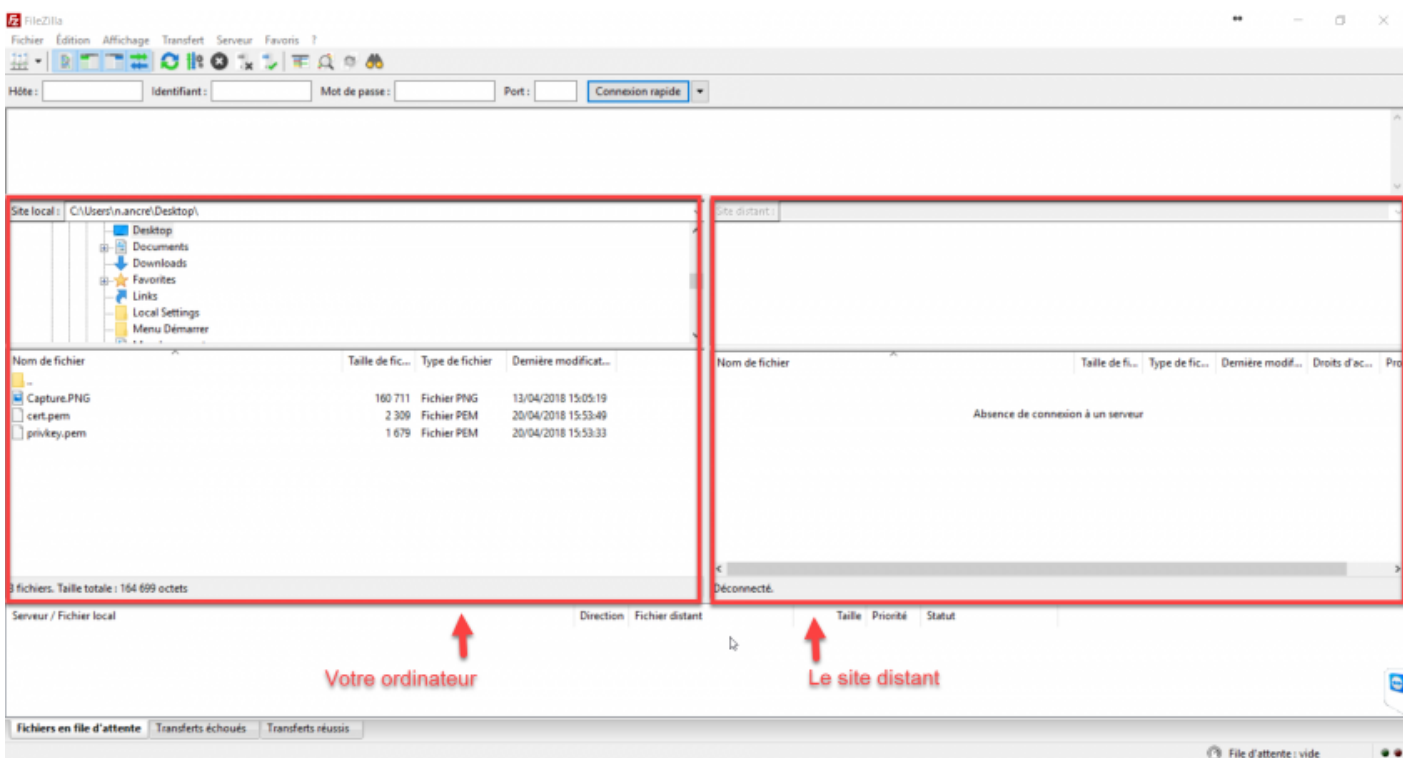 FileZilla
Fichier Édition Affichage Transfert Serveur Favoris ?
Hôte : Identifiant : Mot de passe : Port : Connexion rapide
Site local : C:\Users\n.ancre\Desktop\
Site distant :
Desktop
Documents
Downloads
Favorites
Links
Local Settings
Menu Démarrer
Nom de fichier Taille de fic... Type de fichier Dernière modificat...
..
Capture.PNG 160 711 Fichier PNG 13/04/2018 15:05:19
cert.pem 2 309 Fichier PEM 20/04/2018 15:53:49
privkey.pem 1 679 Fichier PEM 20/04/2018 15:53:33
3 fichiers. Taille totale : 164 699 octets
Nom de fichier Taille de fi... Type de fic... Dernière modif... Droits d'ac... Pro
Absence de connexion à un serveur
Déconnecté.
Serveur / Fichier local Direction Fichier distant Taille Priorité Statut
Votre ordinateur
Le site distant
Fichiers en file d'attente Transferts échoués Transferts réussis
File d'attente : vide